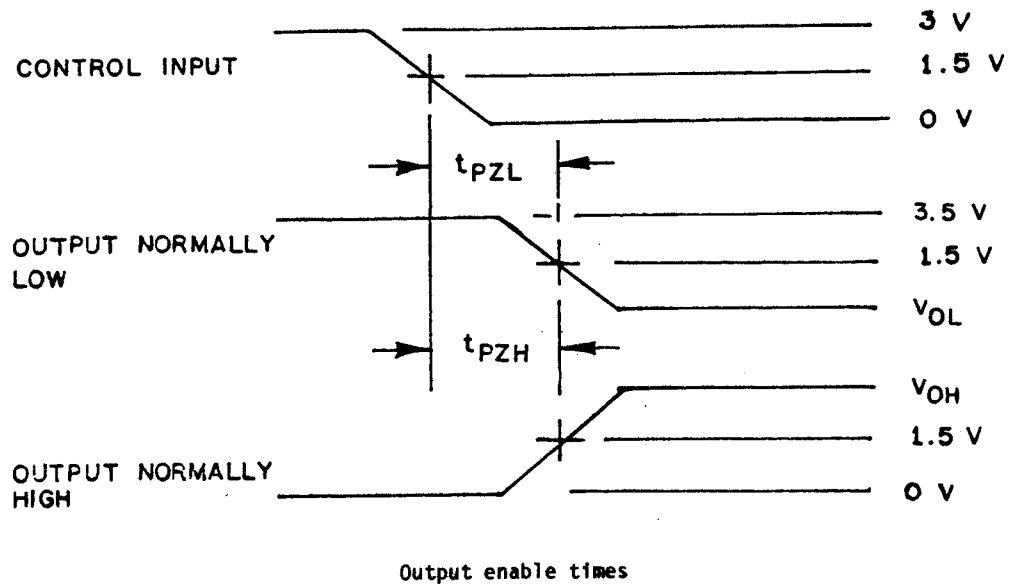 3 V
CONTROL INPUT
1.5 V
0 V
tPZL
3.5 V
OUTPUT NORMALLY
LOW
1.5 V
VOL
tPZH
VOH
1.5 V
OUTPUT NORMALLY
HIGH
0 V
Output enable times